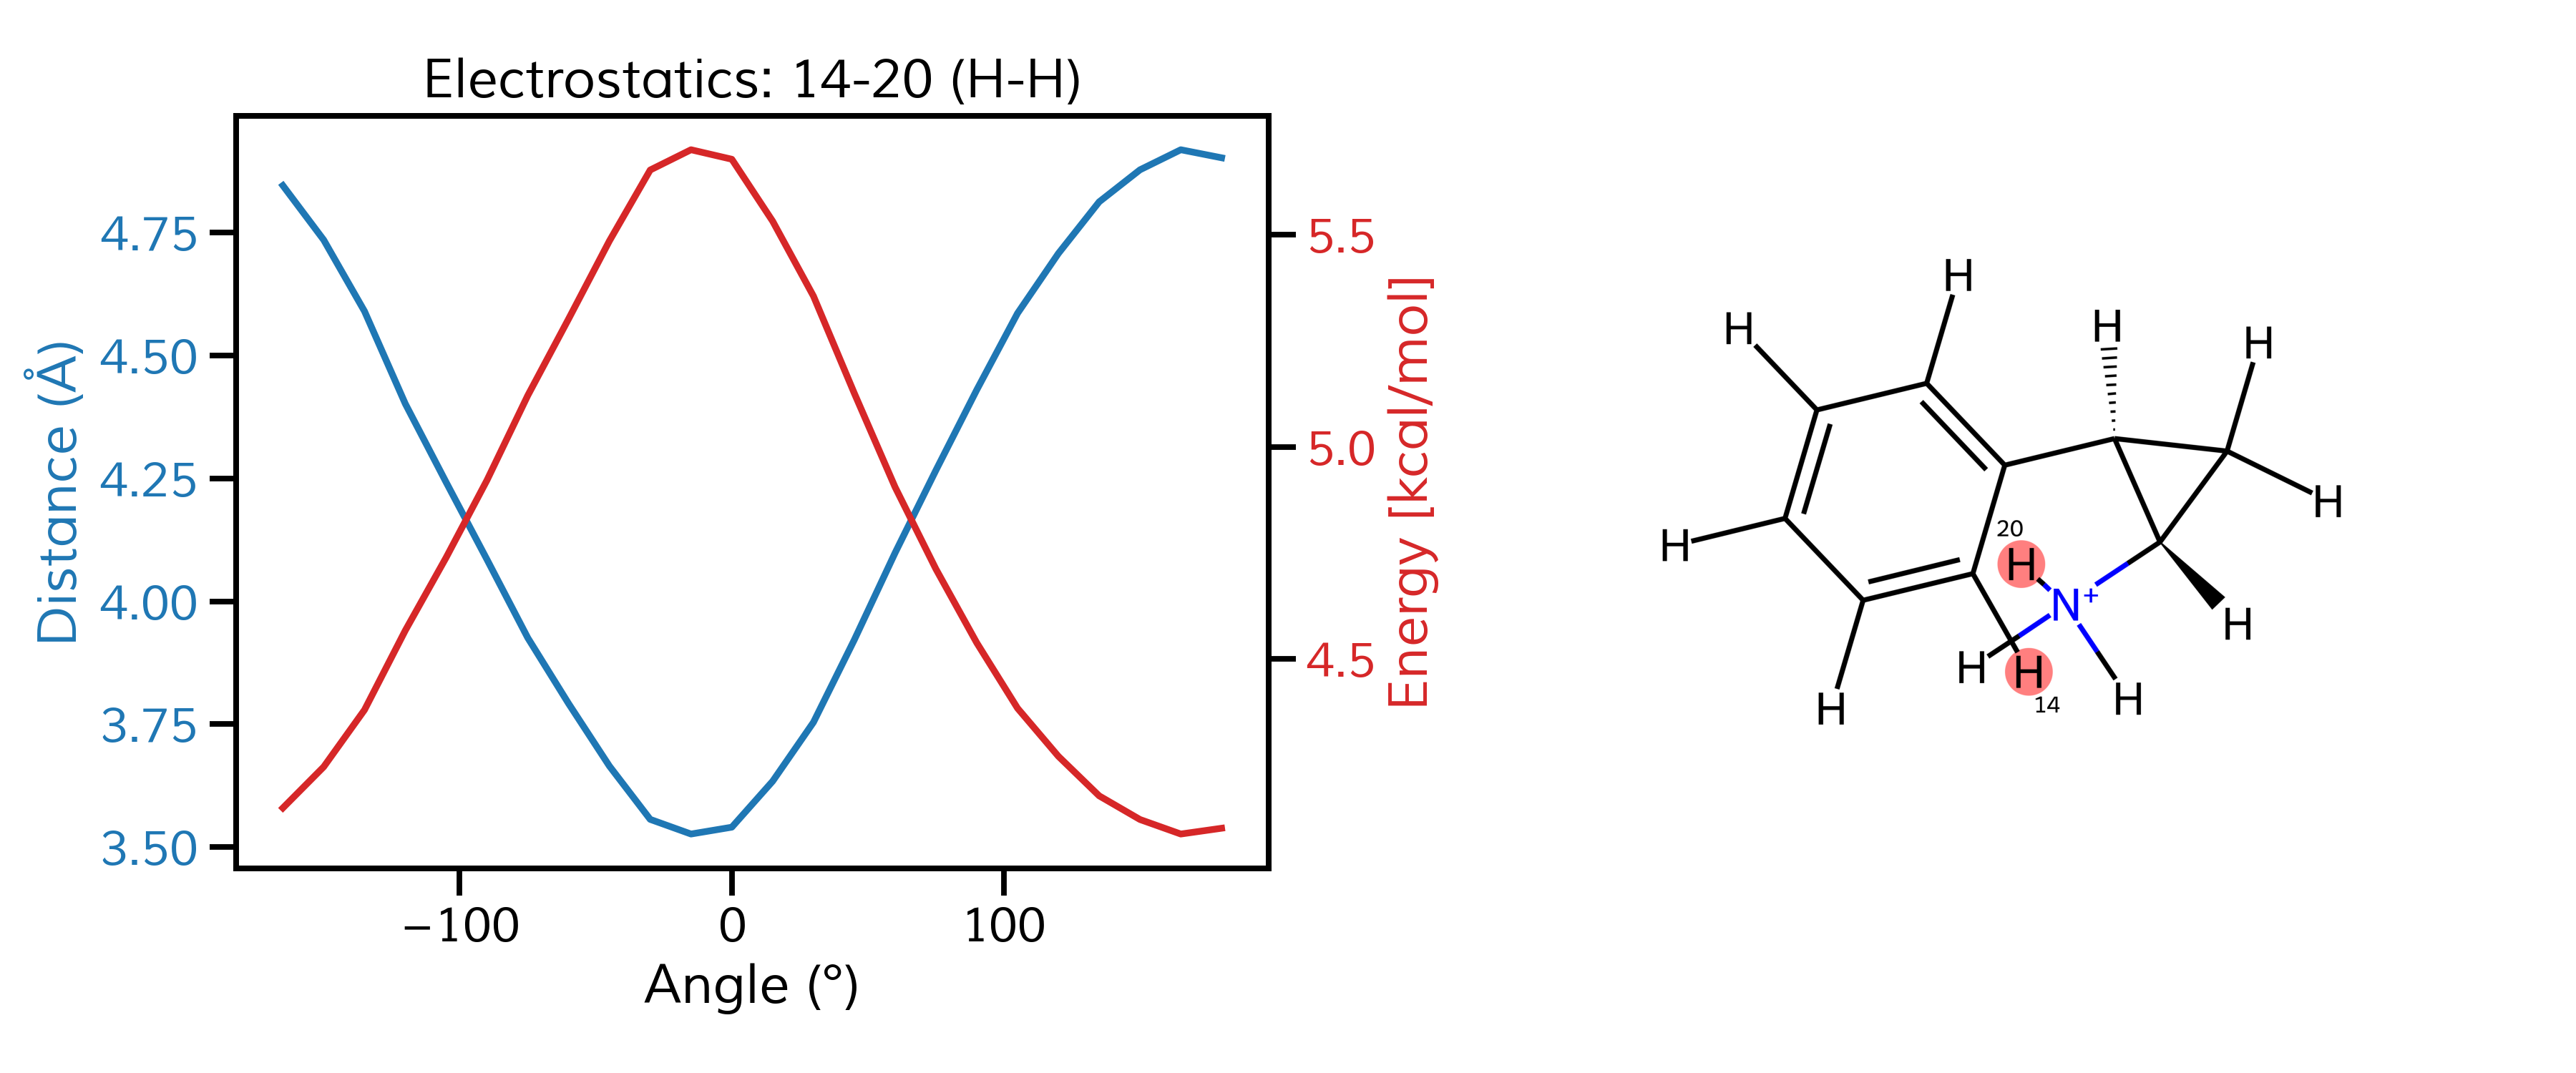 Electrostatics: 14-20 (H-H)
Distance (Å)
4.75
4.50
4.25
4.00
3.75
3.50
5.5
5.0
4.5
Energy [kcal/mol]
−100 0 100
Angle (°)
H
H
H
H
H
H
H
20
H
N+
H
H
H
14
H
H